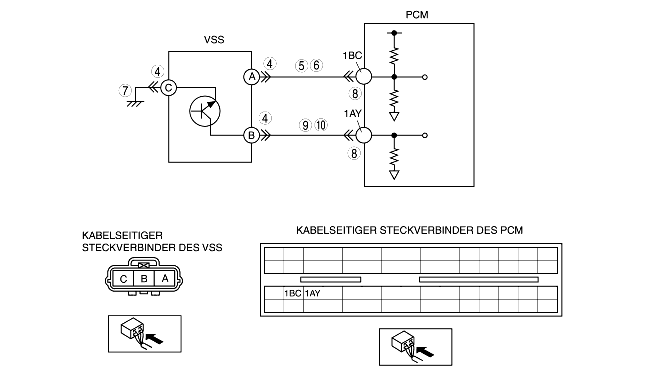 PCM
VSS
1BC
4
A
4
5 6
7
C
8
1AY
4
B
9 10
8
KABELSEITIGER
STECKVERBINDER DES VSS
KABELSEITIGER STECKVERBINDER DES PCM
C B A
1BC 1AY